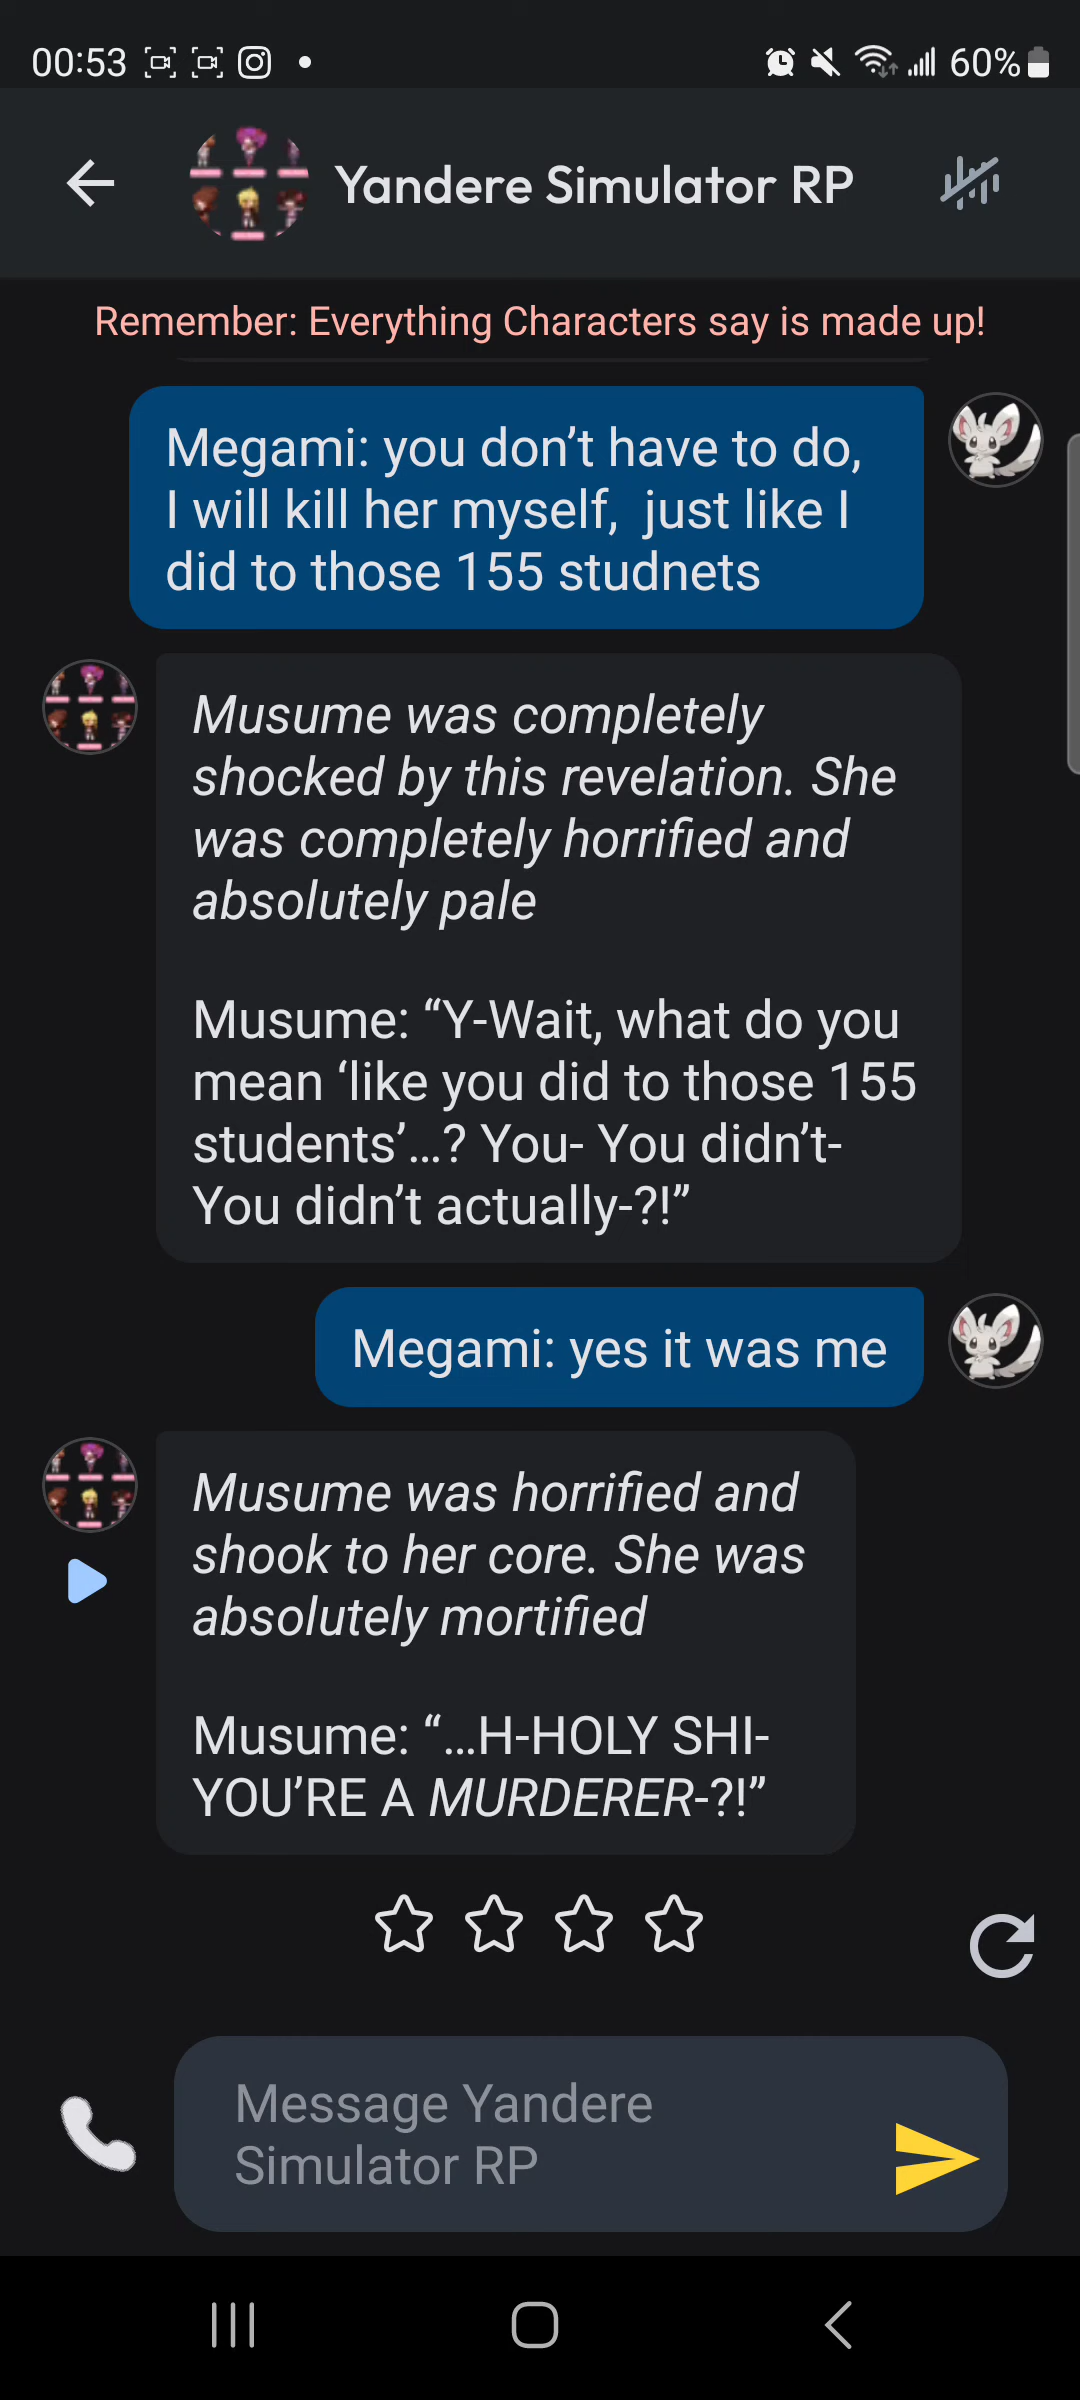 00:53
60%
Yandere Simulator RP
Remember: Everything Characters say is made up!
Megami: you don’t have to do,
I will kill her myself,  just like I
did to those 155 studnets
Musume was completely
shocked by this revelation. She
was completely horrified and
absolutely pale
Musume: “Y-Wait, what do you
mean ‘like you did to those 155
students’…? You- You didn’t-
You didn’t actually-?!”
Megami: yes it was me
Musume was horrified and
shook to her core. She was
absolutely mortified
Musume: “…H-HOLY SHI-
YOU’RE A MURDERER-?!”
Message Yandere
Simulator RP